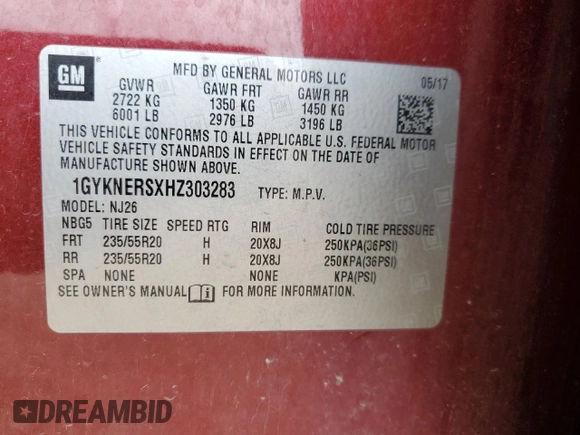 GM
MFD BY GENERAL MOTORS LLC
05/17
GVWR GAWR FRT GAWR RR
2722 KG 1350 KG 1450 KG
6001 LB 2976 LB 3196 LB
THIS VEHICLE CONFORMS TO ALL APPLICABLE U.S. FEDERAL MOTOR
VEHICLE SAFETY STANDARDS IN EFFECT ON THE DATE OF
MANUFACTURE SHOWN ABOVE.
1GYKNERSXHZ303283 TYPE: M.P.V.
MODEL: NJ26
NBG5 TIRE SIZE SPEED RTG RIM COLD TIRE PRESSURE
FRT 235/55R20 H 20X8J 250KPA(36PSI)
RR 235/55R20 H 20X8J 250KPA(36PSI)
SPA NONE NONE KPA(PSI)
SEE OWNER'S MANUAL FOR MORE INFORMATION.
DREAMBID